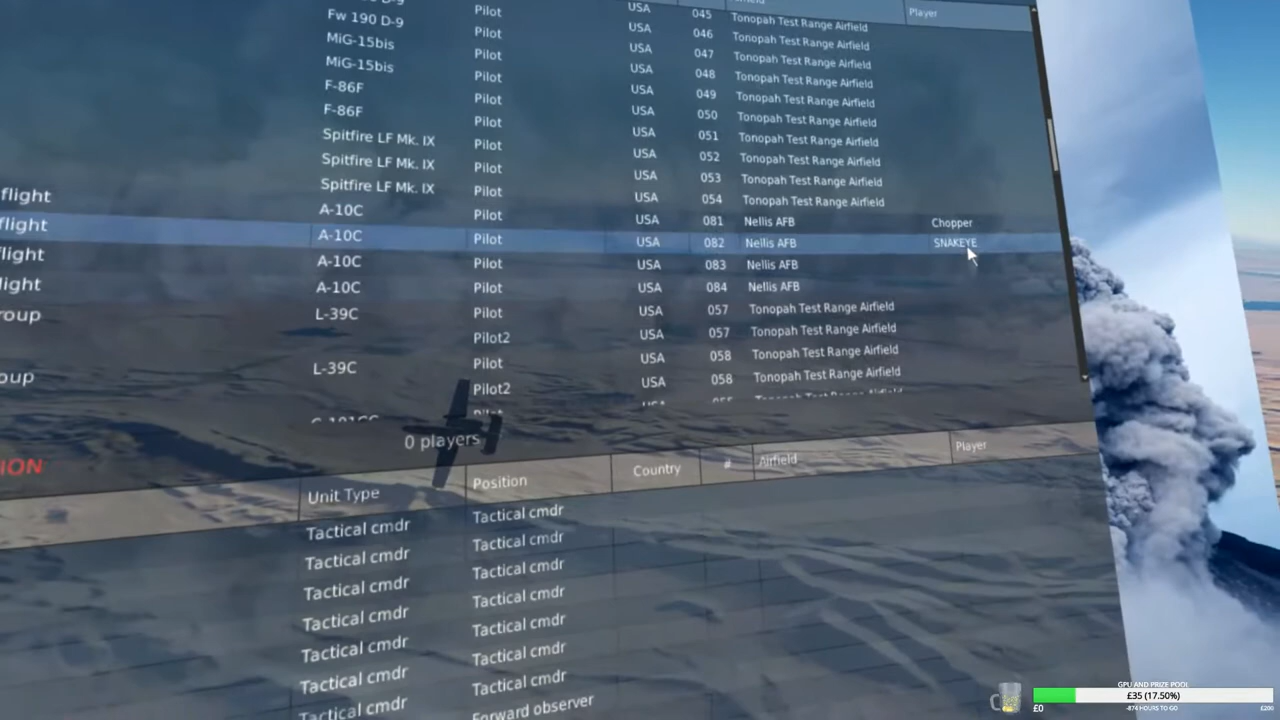 USA 045 Tonopah Test Range Airfield Player
Fw 190 D-9 Pilot USA 046 Tonopah Test Range Airfield
MiG-15bis Pilot USA 047 Tonopah Test Range Airfield
MiG-15bis Pilot USA 048 Tonopah Test Range Airfield
F-86F Pilot USA 049 Tonopah Test Range Airfield
F-86F Pilot USA 050 Tonopah Test Range Airfield
Spitfire LF Mk. IX Pilot USA 051 Tonopah Test Range Airfield
Spitfire LF Mk. IX Pilot USA 052 Tonopah Test Range Airfield
Spitfire LF Mk. IX Pilot USA 053 Tonopah Test Range Airfield
flight A-10C Pilot USA 054 Tonopah Test Range Airfield
flight A-10C Pilot USA 081 Nellis AFB Chopper
flight A-10C Pilot USA 082 Nellis AFB SNAKEYE
light Pilot USA 083 Nellis AFB
roup L-39C Pilot USA 084 Nellis AFB
Pilot2 USA 057 Tonopah Test Range Airfield
oup L-39C Pilot USA 057 Tonopah Test Range Airfield
Pilot2 USA 058 Tonopah Test Range Airfield
USA 058 Tonopah Test Range Airfield
0 players
ION
Unit Type Position Country # Airfield Player
Tactical cmdr Tactical cmdr
Tactical cmdr Tactical cmdr
Tactical cmdr Tactical cmdr
Tactical cmdr Tactical cmdr
Tactical cmdr Tactical cmdr
Tactical cmdr Tactical cmdr
Tactical cmdr Tactical cmdr
Forward observer
GPU AND PRIZE POOL
£35 (17.50%)
£0 -874 HOURS TO GO £200